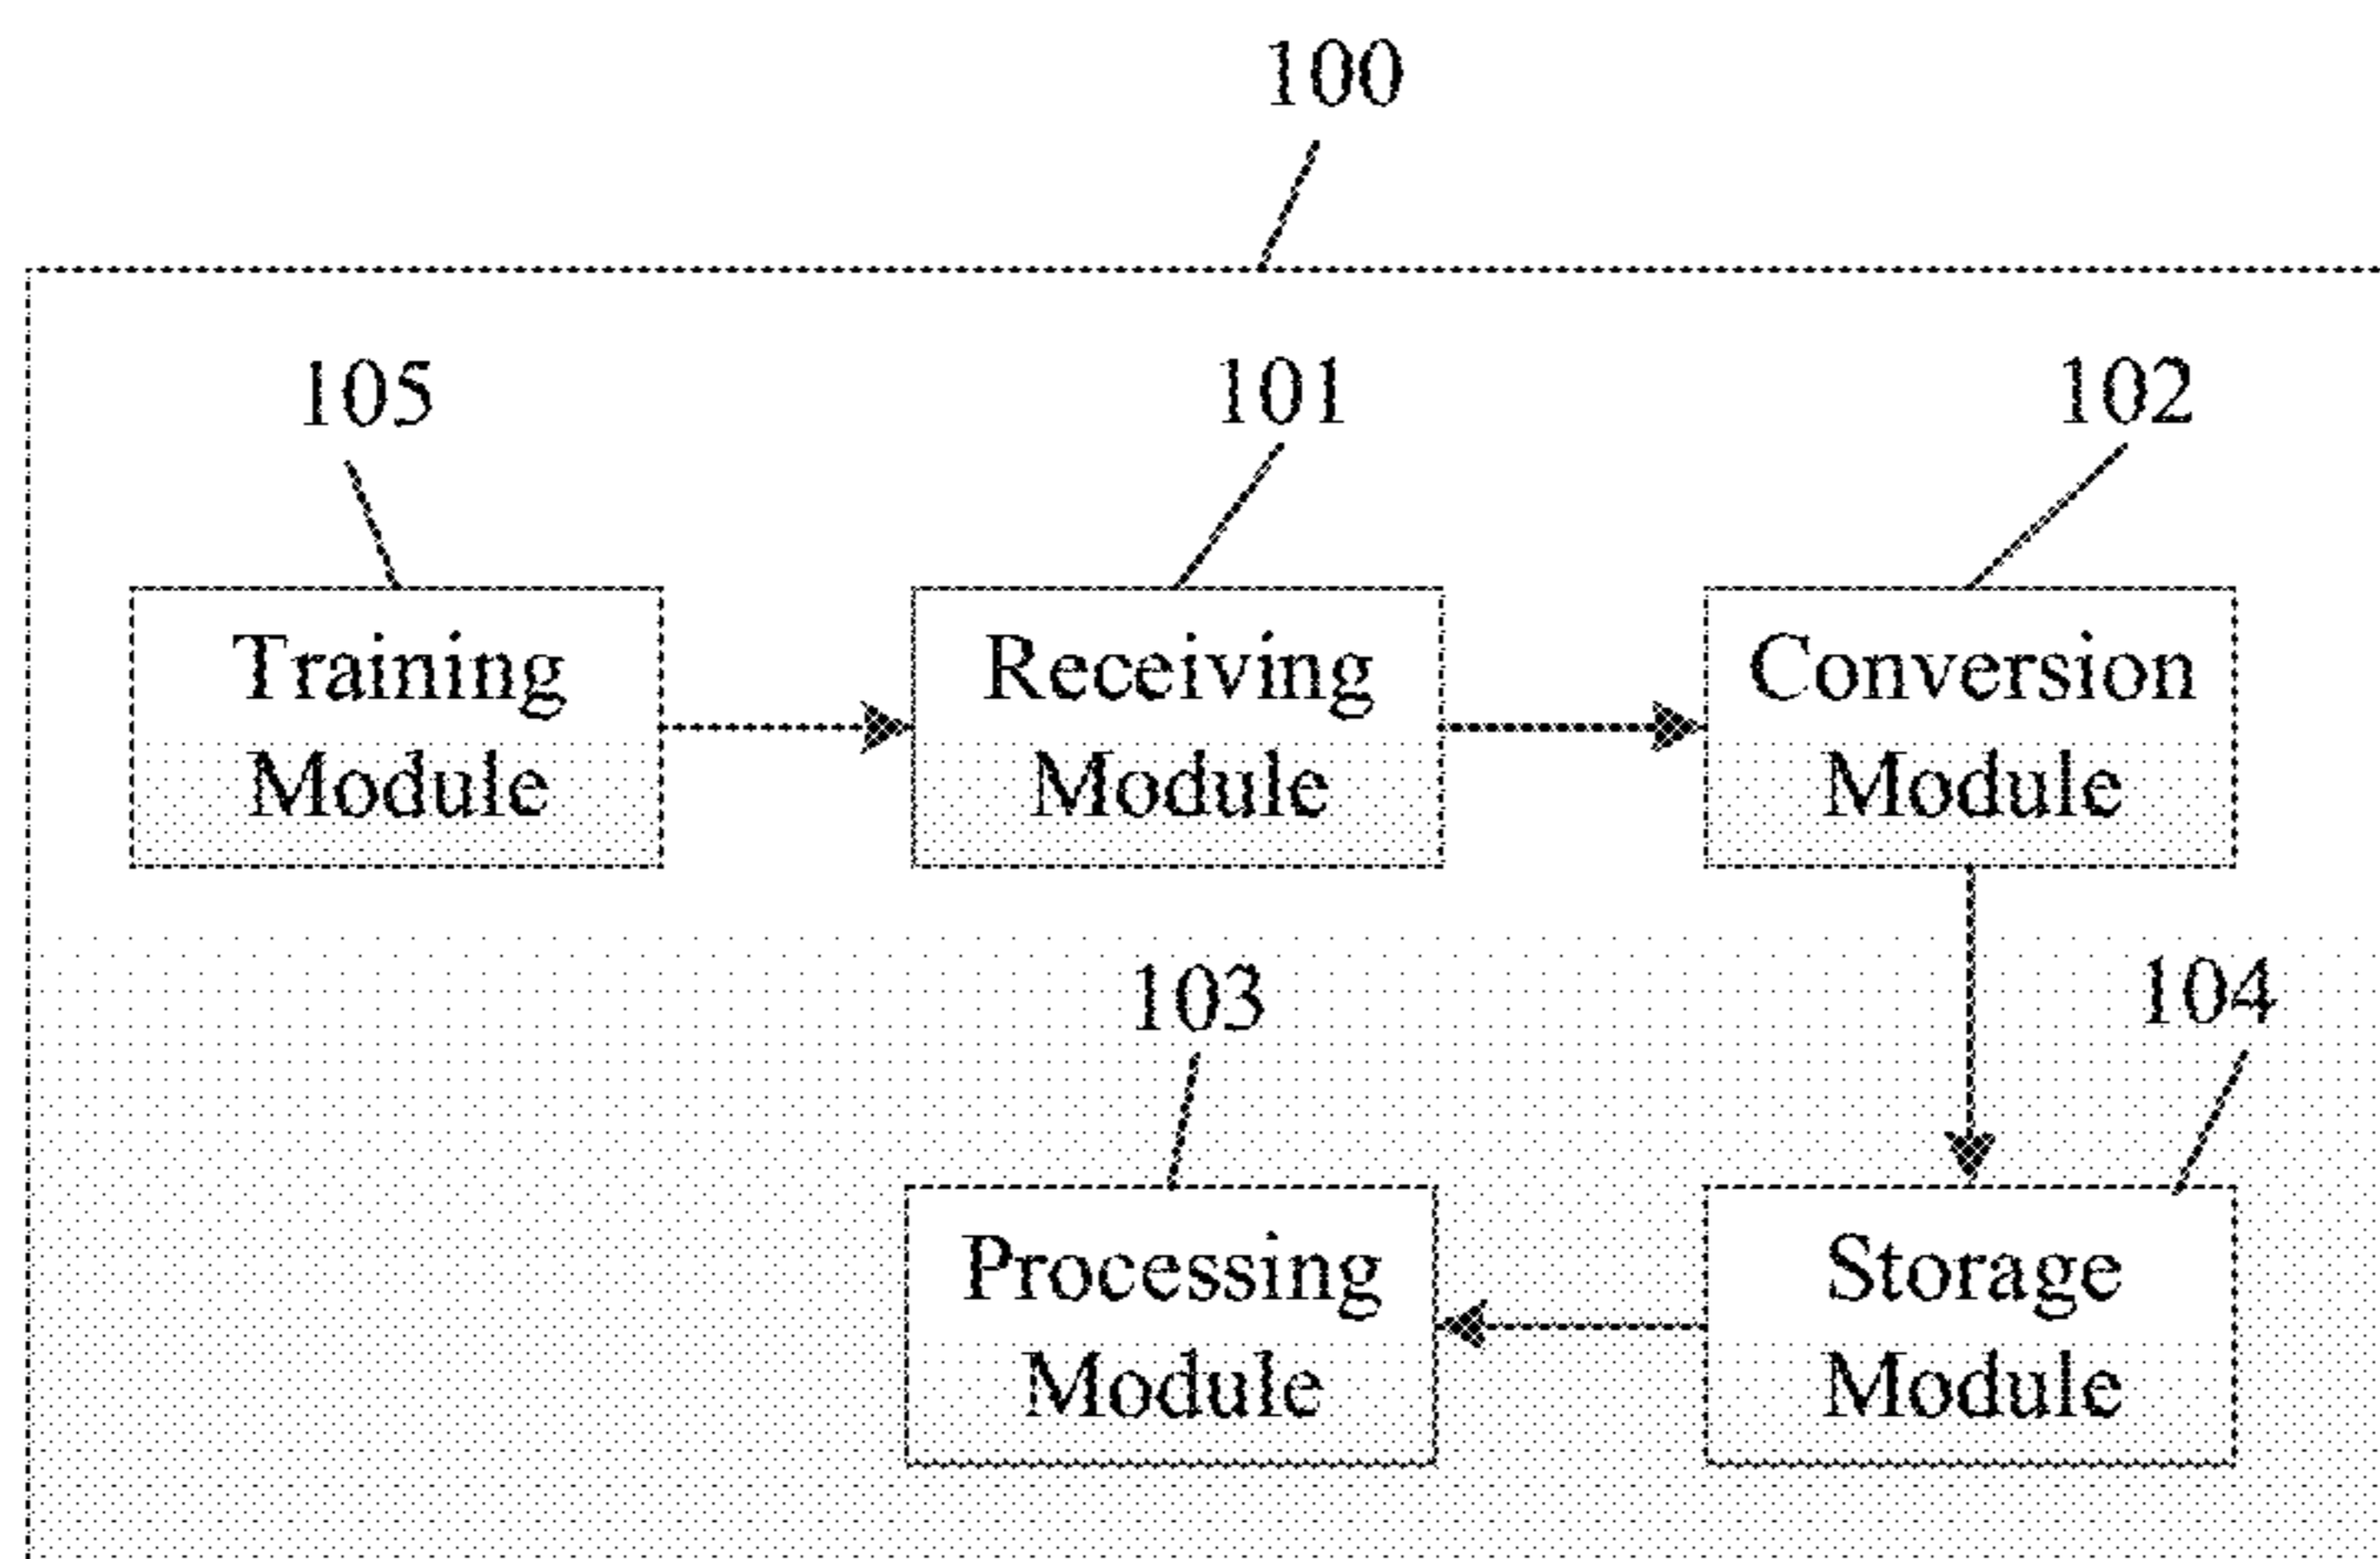 100
105
101
102
Training
Module
Receiving
Module
Conversion
Module
103
104
Processing
Module
Storage
Module